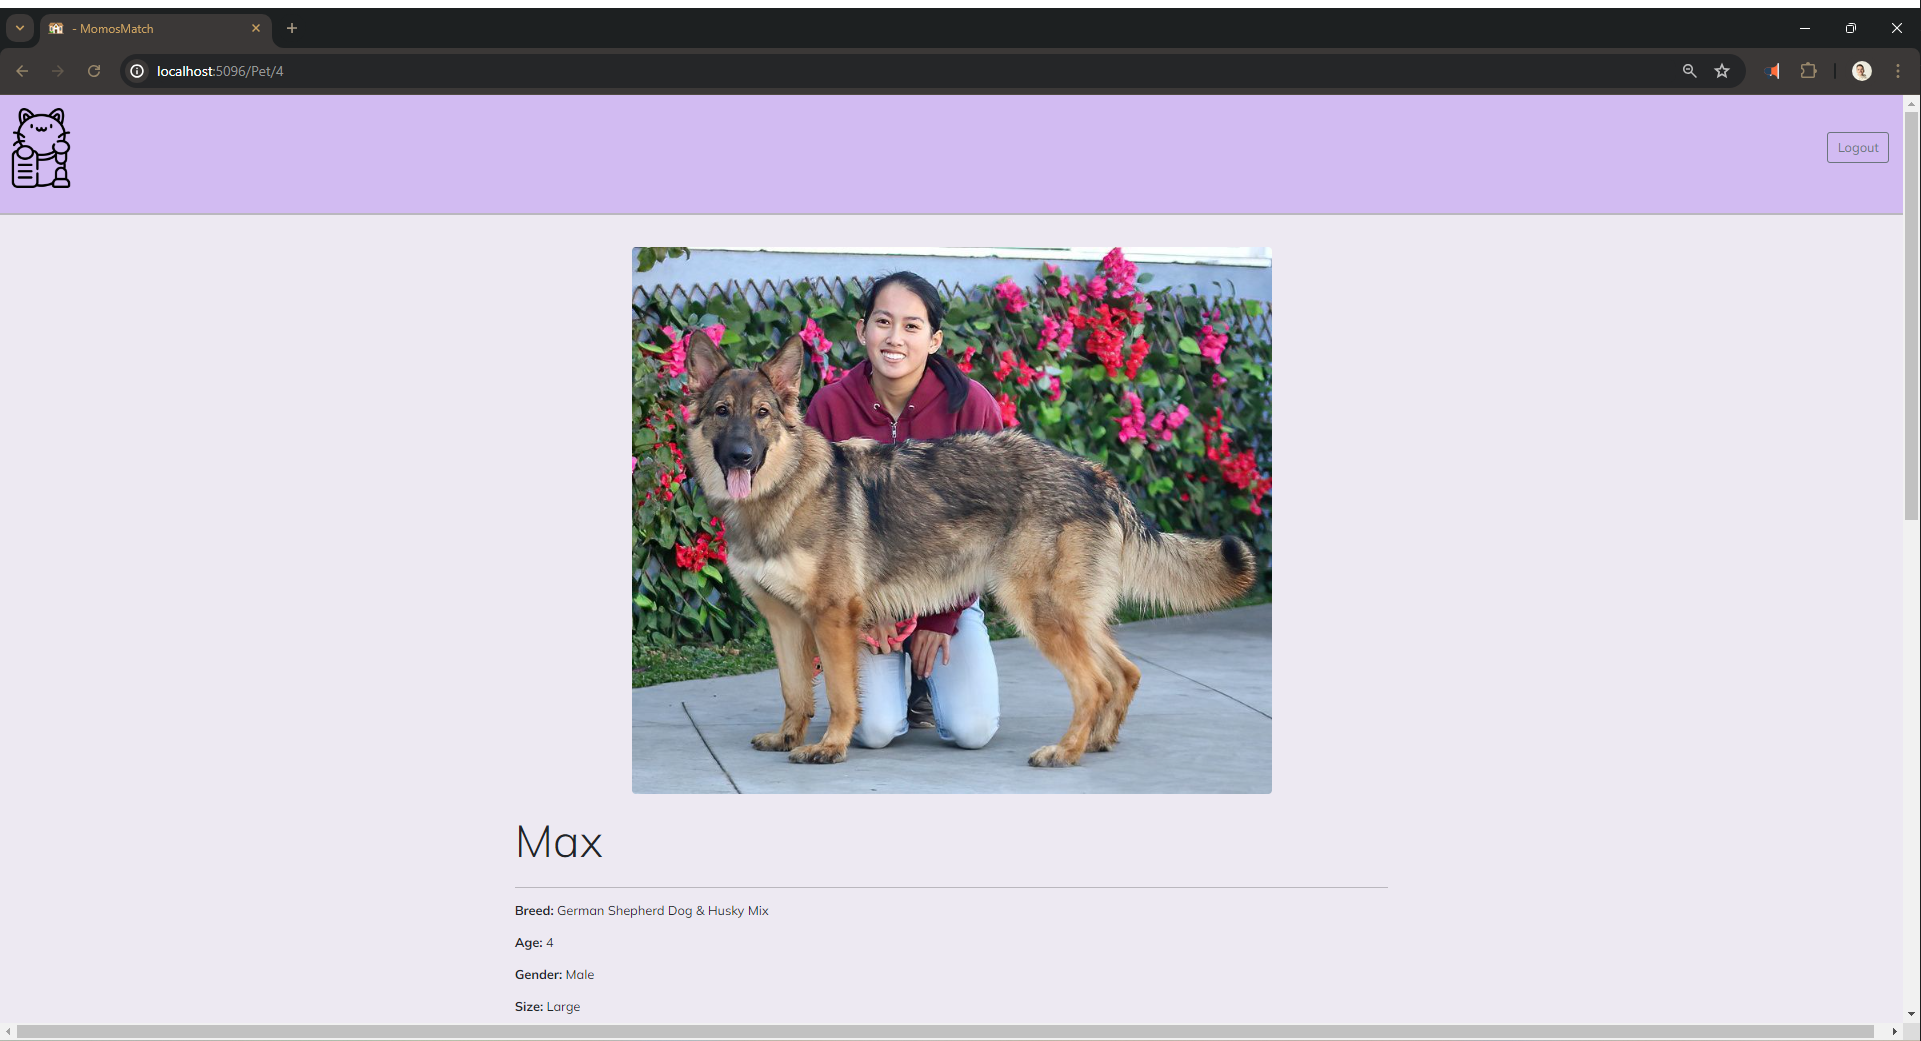 - MomosMatch
localhost:5096/Pet/4
Logout
Max
Breed: German Shepherd Dog & Husky Mix
Age: 4
Gender: Male
Size: Large